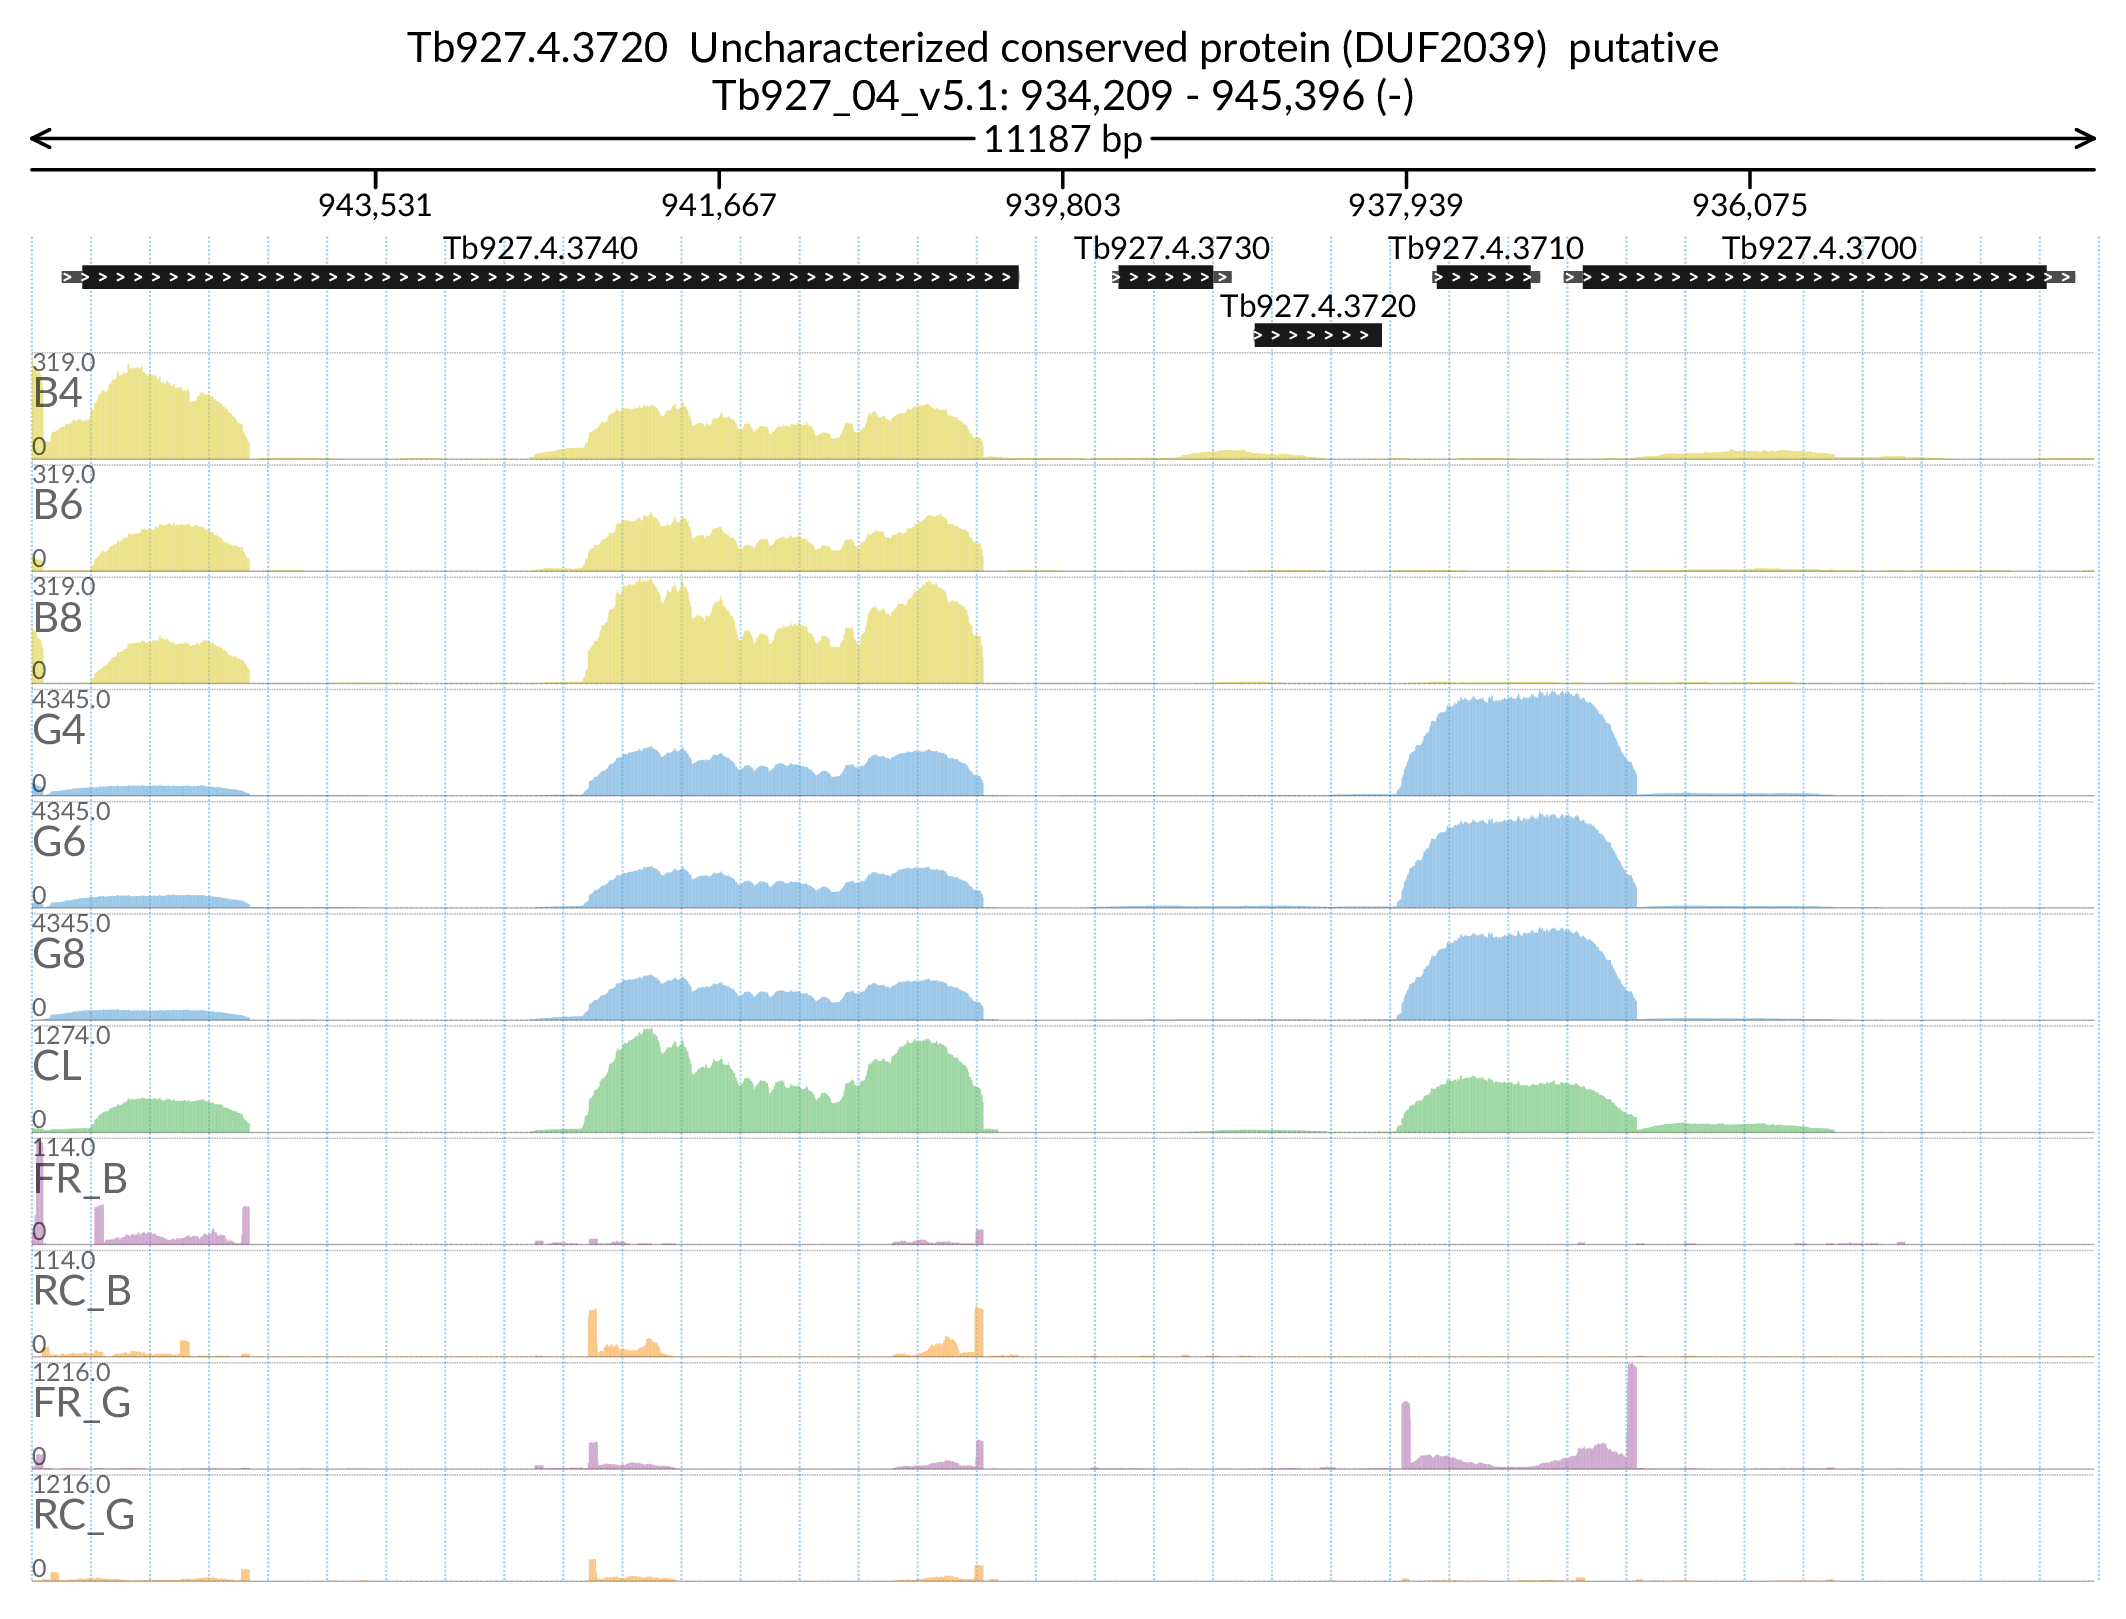 Tb927.4.3720  Uncharacterized conserved protein (DUF2039)  putative
Tb927_04_v5.1: 934,209 - 945,396 (-)
11187 bp
943,531 941,667 939,803 937,939 936,075
Tb927.4.3740 Tb927.4.3730 Tb927.4.3710 Tb927.4.3700
Tb927.4.3720
319.0
B4
0
319.0
B6
0
319.0
B8
0
4345.0
G4
0
4345.0
G6
0
4345.0
G8
0
1274.0
CL
0
114.0
FR_B
0
114.0
RC_B
0
1216.0
FR_G
0
1216.0
RC_G
0